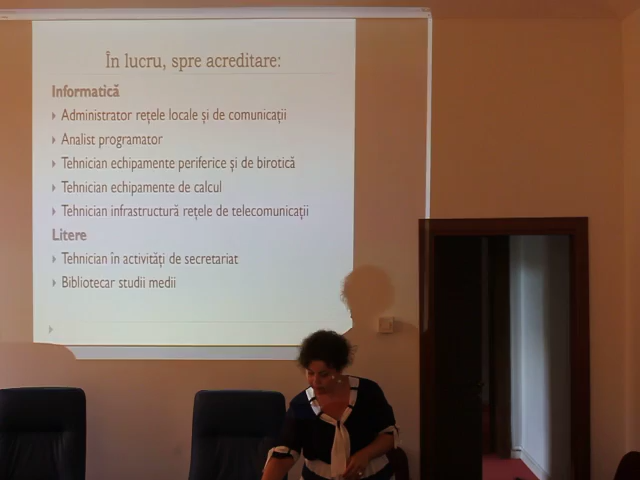 În lucru, spre acreditare:
Informatică
Administrator rețele locale și de comunicații
Analist programator
Tehnician echipamente periferice și de birotică
Tehnician echipamente de calcul
Tehnician infrastructură rețele de telecomunicații
Litere
Tehnician în activități de secretariat
Bibliotecar studii medii